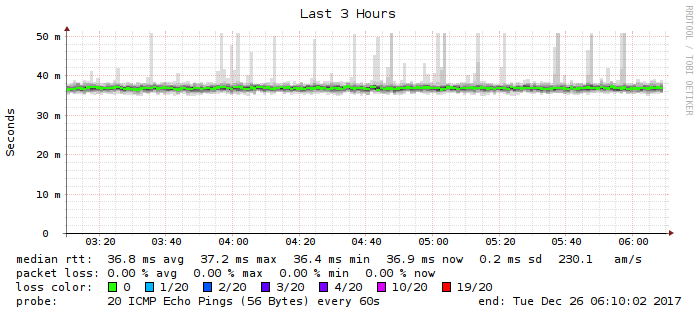 Last 3 Hours
RRDTOOL / TOBI OETIKER
Seconds
50 m
40 m
30 m
20 m
10 m
0
03:20 03:40 04:00 04:20 04:40 05:00 05:20 05:40 06:00
median rtt: 36.8 ms avg 37.2 ms max 36.4 ms min 36.9 ms now 0.2 ms sd 230.1 am/s
packet loss: 0.00 % avg 0.00 % max 0.00 % min 0.00 % now
loss color: 0 1/20 2/20 3/20 4/20 10/20 19/20
probe: 20 ICMP Echo Pings (56 Bytes) every 60s end: Tue Dec 26 06:10:02 2017